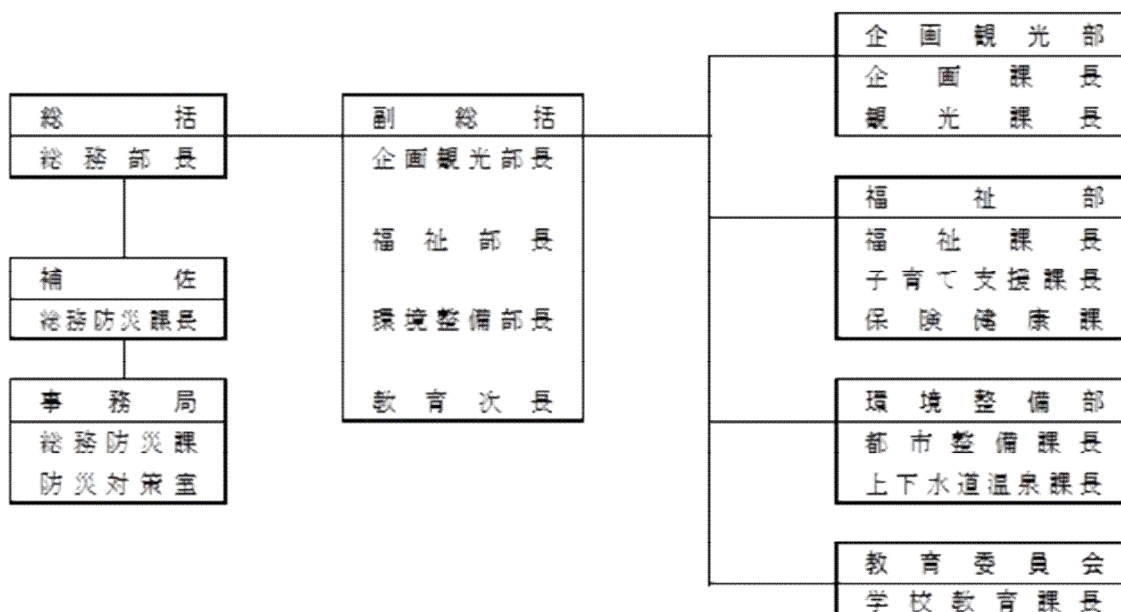 総括
総務部長
補佐
総務防災課長
事務局
総務防災課
防災対策室
副総括
企画観光部長
福祉部長
環境整備部長
教育次長
企画観光部
企画課長
観光課長
福祉部
福祉課長
子育て支援課長
保険健康課
環境整備部
都市整備課長
上下水道温泉課長
教育委員会
学校教育課長